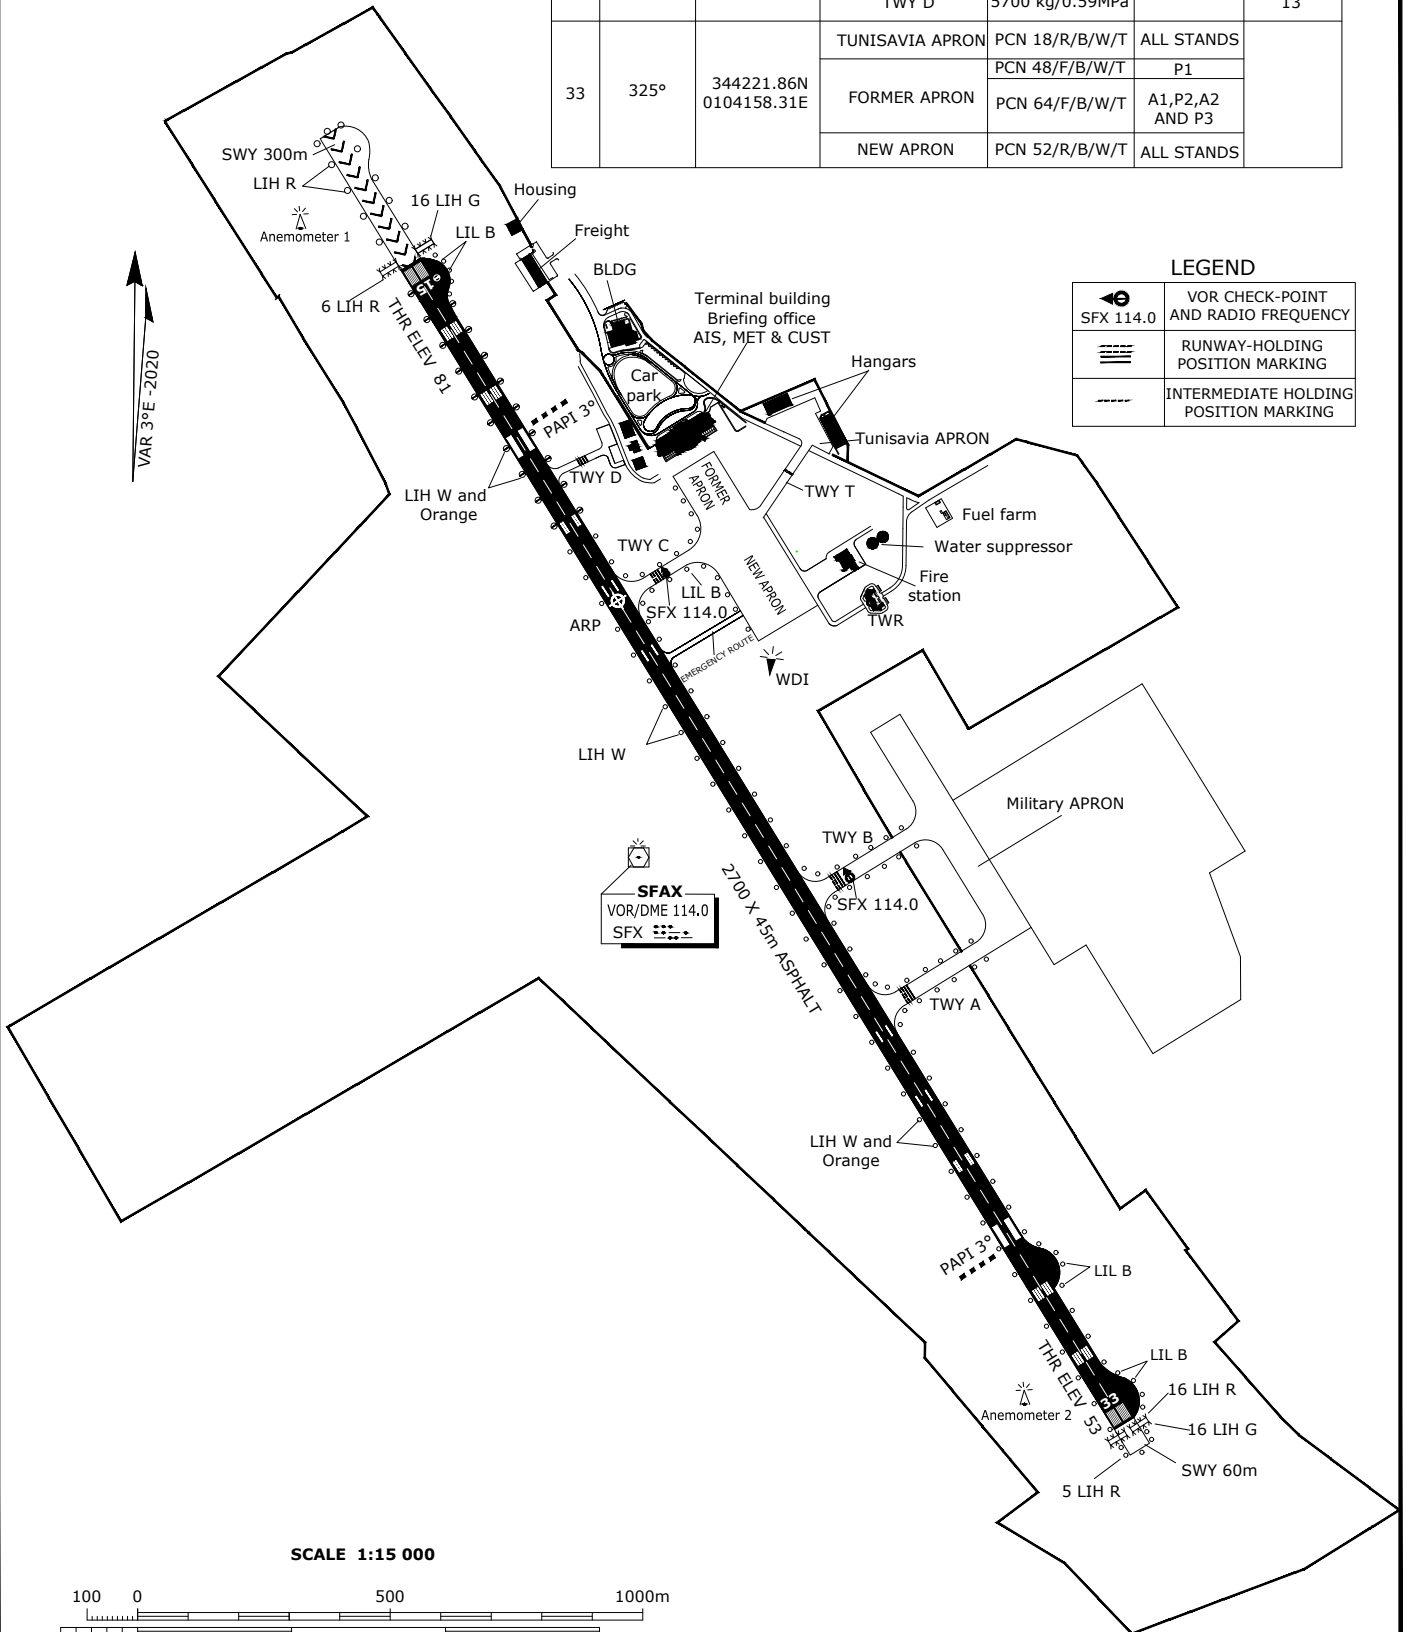 TWY D 5700 kg/0.59MPa 13
TUNISAVIA APRON PCN 18/R/B/W/T ALL STANDS
33 325° 344221.86N
0104158.31E
FORMER APRON PCN 48/F/B/W/T P1
PCN 64/F/B/W/T A1,P2,A2
AND P3
NEW APRON PCN 52/R/B/W/T ALL STANDS
SWY 300m
LIH R
Anemometer 1
16 LIH G
LIL B
6 LIH R
15
THR ELEV 81
Housing
Freight
BLDG
Terminal building
Briefing office
AIS, MET & CUST
Car
park
Hangars
Tunisavia APRON
LEGEND
SFX 114.0
VOR CHECK-POINT
AND RADIO FREQUENCY
RUNWAY-HOLDING
POSITION MARKING
INTERMEDIATE HOLDING
POSITION MARKING
VAR 3°E -2020
PAPI 3°
LIH W and
Orange
TWY D
FORMER
APRON
TWY T
Fuel farm
Water suppressor
Fire
station
TWR
TWY C
LIL B
SFX 114.0
NEW APRON
ARP
EMERGENCY ROUTE
WDI
LIH W
Military APRON
TWY B
SFX 114.0
SFAX
VOR/DME 114.0
SFX
2700 X 45m ASPHALT
TWY A
LIH W and
Orange
PAPI 3°
LIL B
THR ELEV 53
33
LIL B
16 LIH R
16 LIH G
SWY 60m
5 LIH R
Anemometer 2
SCALE 1:15 000
100 0 500 1000m